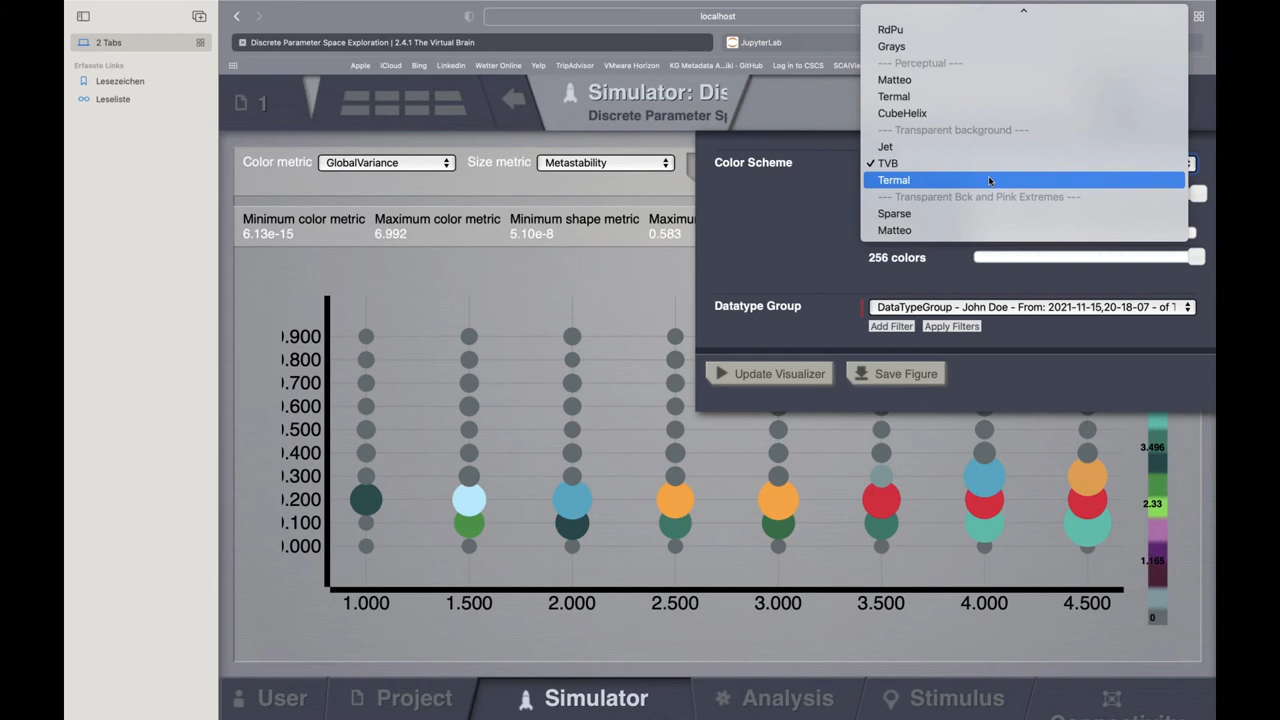 localhost
2 Tabs
Discrete Parameter Space Exploration | 2.4.1 The Virtual Brain
JupyterLab
Erfasste Links
Lesezeichen
Leseliste
Apple iCloud Bing LinkedIn Wetter Online Yelp TripAdvisor VMware Horizon KG Metadata A...iki · GitHub Log in to CSCS
1
Simulator: Dis
Discrete Parameter
RdPu
Grays
--- Perceptual ---
Matteo
Termal
CubeHelix
--- Transparent background ---
Jet
✓ TVB
Termal
--- Transparent Bck and Pink Extremes ---
Sparse
Matteo
Color metric GlobalVariance Size metric Metastability
Color Scheme
Minimum color metric Maximum color metric Minimum shape metric
6.13e-15 6.992 5.10e-8 0.583
256 colors
Datatype Group DataTypeGroup - John Doe - From: 2021-11-15,20-18-07 - of
Add Filter Apply Filters
Update Visualizer Save Figure
.900
.800
.700
.600
.500
.400
.300
.200
.100
.000
1.000 1.500 2.000 2.500 3.000 3.500 4.000 4.500
3.496
2.33
1.165
0
User Project Simulator Analysis Stimulus